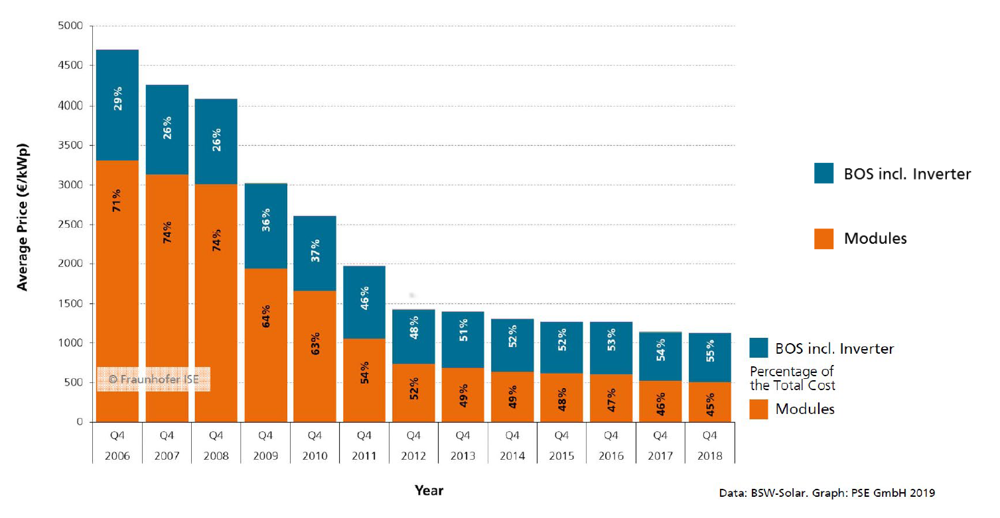 5000
4500
4000
3500
3000
2500
2000
1500
1000
500
0
Average Price (€/kWp)
29% 26% 26% 36% 37% 46% 48% 51% 52% 52% 53% 54% 55%
71% 74% 74% 64% 63% 54% 52% 49% 49% 48% 47% 46% 45%
© Fraunhofer ISE
Q4 Q4 Q4 Q4 Q4 Q4 Q4 Q4 Q4 Q4 Q4 Q4 Q4
2006 2007 2008 2009 2010 2011 2012 2013 2014 2015 2016 2017 2018
Year
BOS incl. Inverter
Modules
BOS incl. Inverter
Percentage of
the Total Cost
Modules
Data: BSW-Solar. Graph: PSE GmbH 2019